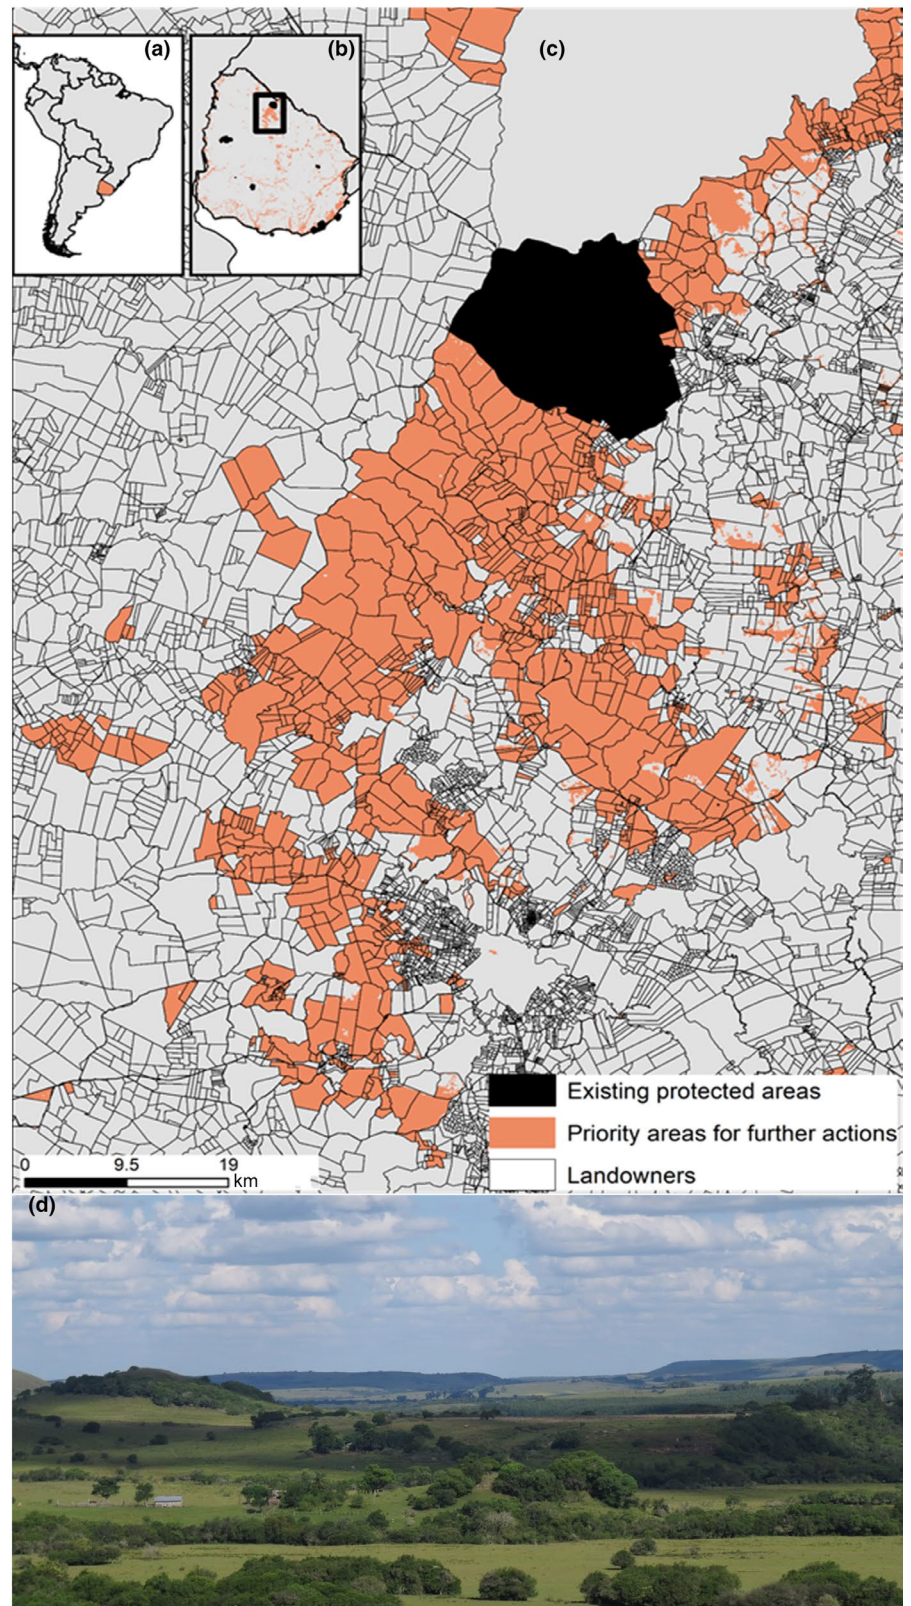 (a)
(b)
(c)
Existing protected areas
Priority areas for further actions
Landowners
0 9.5 19
km
(d)